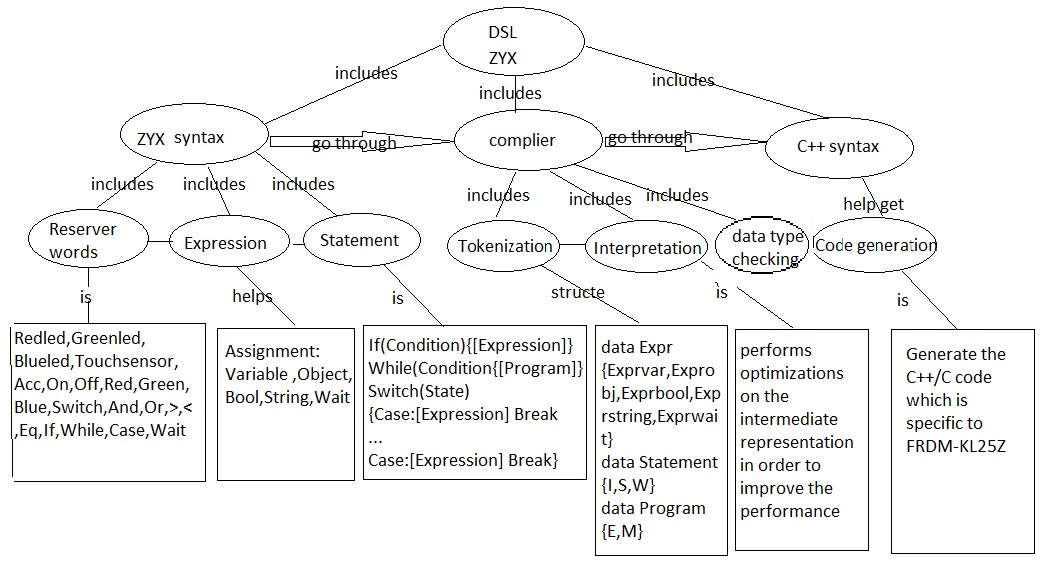 DSL
ZYX
includes
includes
includes
ZYX syntax
go through
complier
go through
C++ syntax
includes
includes
includes
includes
includes
includes
help get
Reserver
words
Expression
Statement
Tokenization
Interpretation
data type
checking
Code generation
is
helps
is
structe
is
is
Redled,Greenled,
Blueled,Touchsensor,
Acc,On,Off,Red,Green,
Blue,Switch,And,Or,>,<
,Eq,If,While,Case,Wait
Assignment:
Variable ,Object,
Bool,String,Wait
If(Condition){[Expression]}
While(Condition{[Program]}
Switch(State)
{Case:[Expression] Break
...
Case:[Expression] Break}
data Expr
{Exprvar,Expro
bj,Exprbool,Exp
rstring,Exprwai
t}
data Statement
{I,S,W}
data Program
{E,M}
performs
optimizations
on the
intermediate
representation
in order to
improve the
performance
Generate the
C++/C code
which is
specific to
FRDM-KL25Z